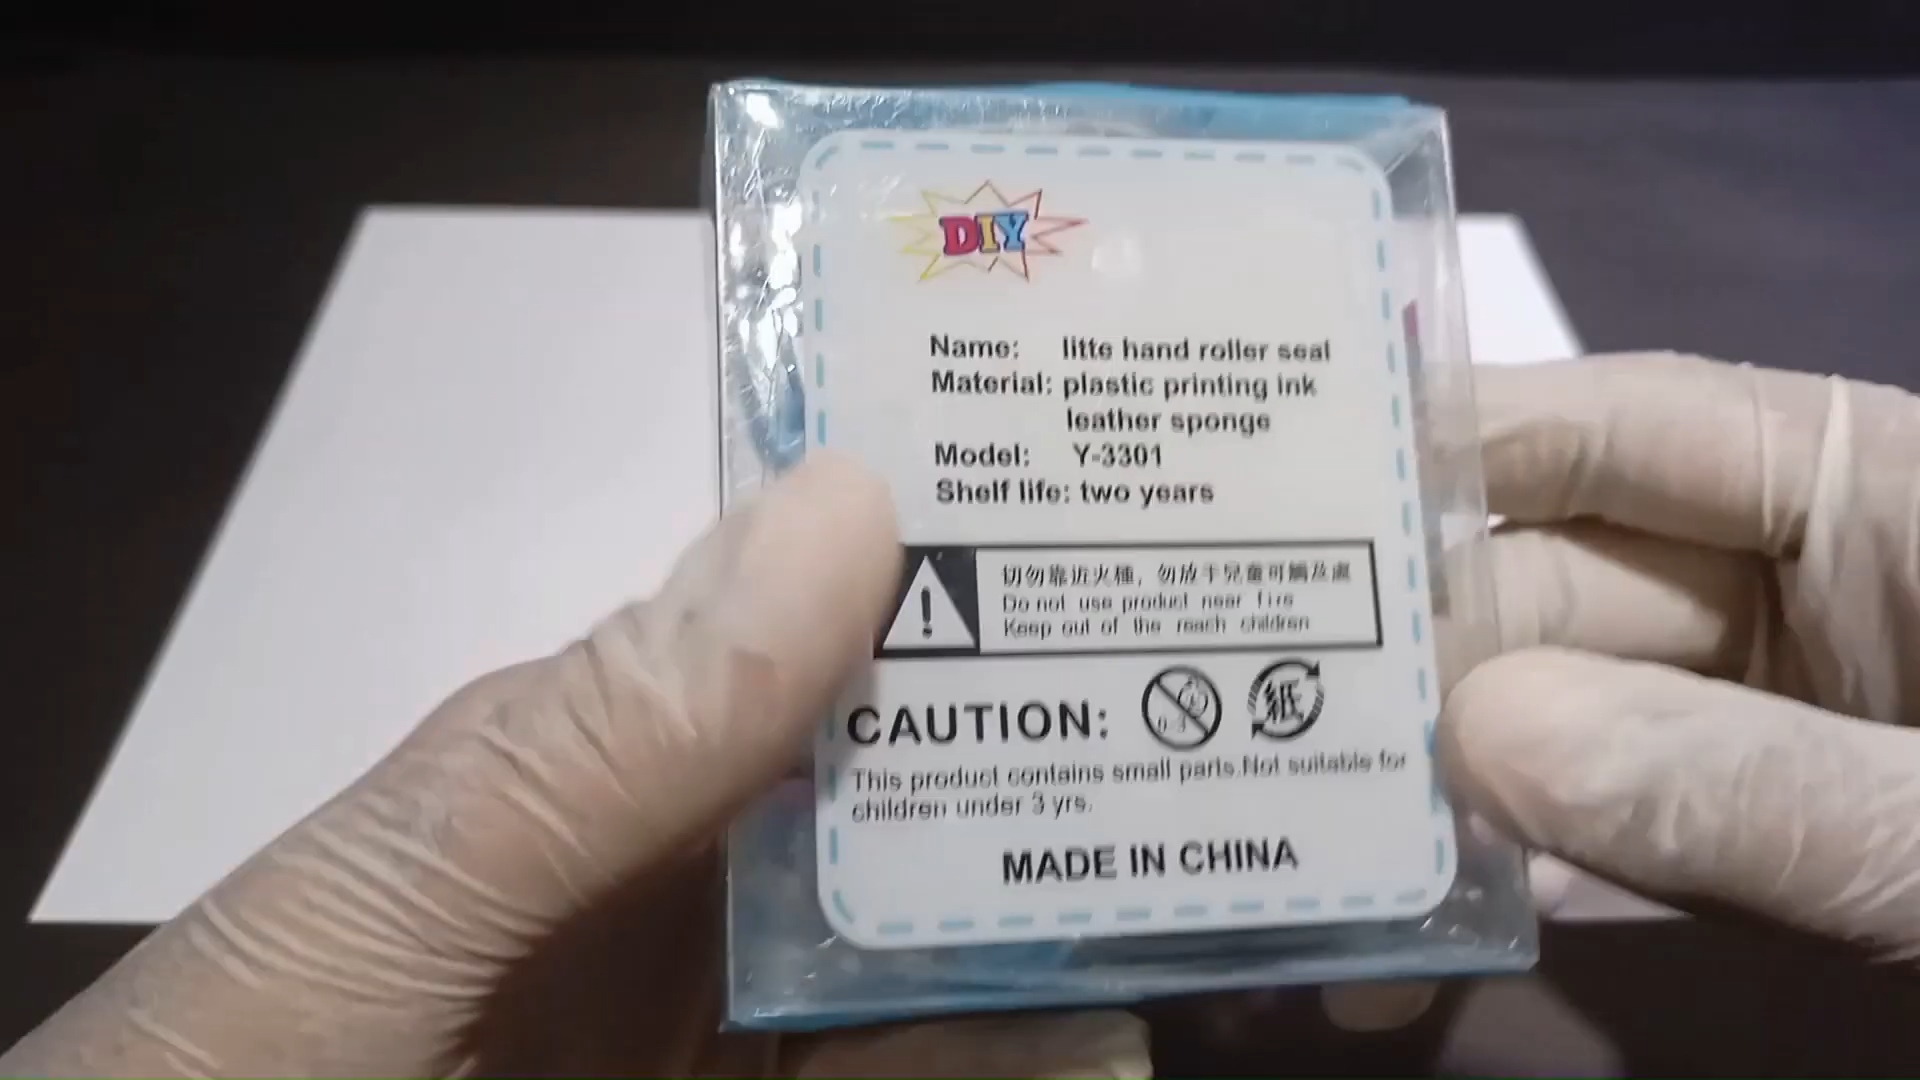 DIY
Name: litte hand roller seal
Material: plastic printing ink
leather sponge
Model: Y-3301
Shelf life: two years
切勿靠近火種，勿放于兒童可觸及處
Do not use product near fire
Keep out of the reach children
CAUTION:
0-3
紙
This product contains small parts.Not suitable for
children under 3 yrs.
MADE IN CHINA